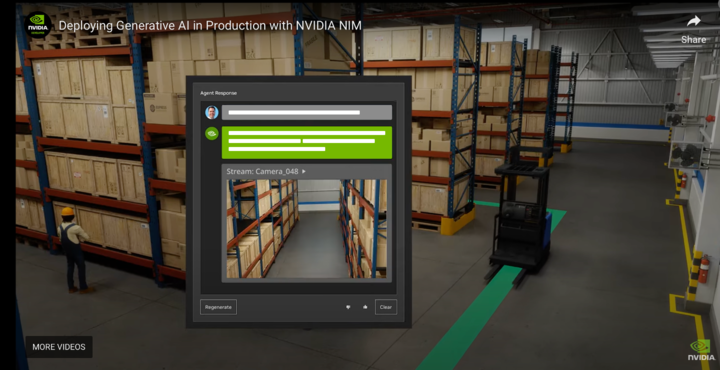 NVIDIA
Deploying Generative AI in Production with NVIDIA NIM
Share
Agent Response
Stream: Camera_048
Regenerate
Clear
MORE VIDEOS
NVIDIA